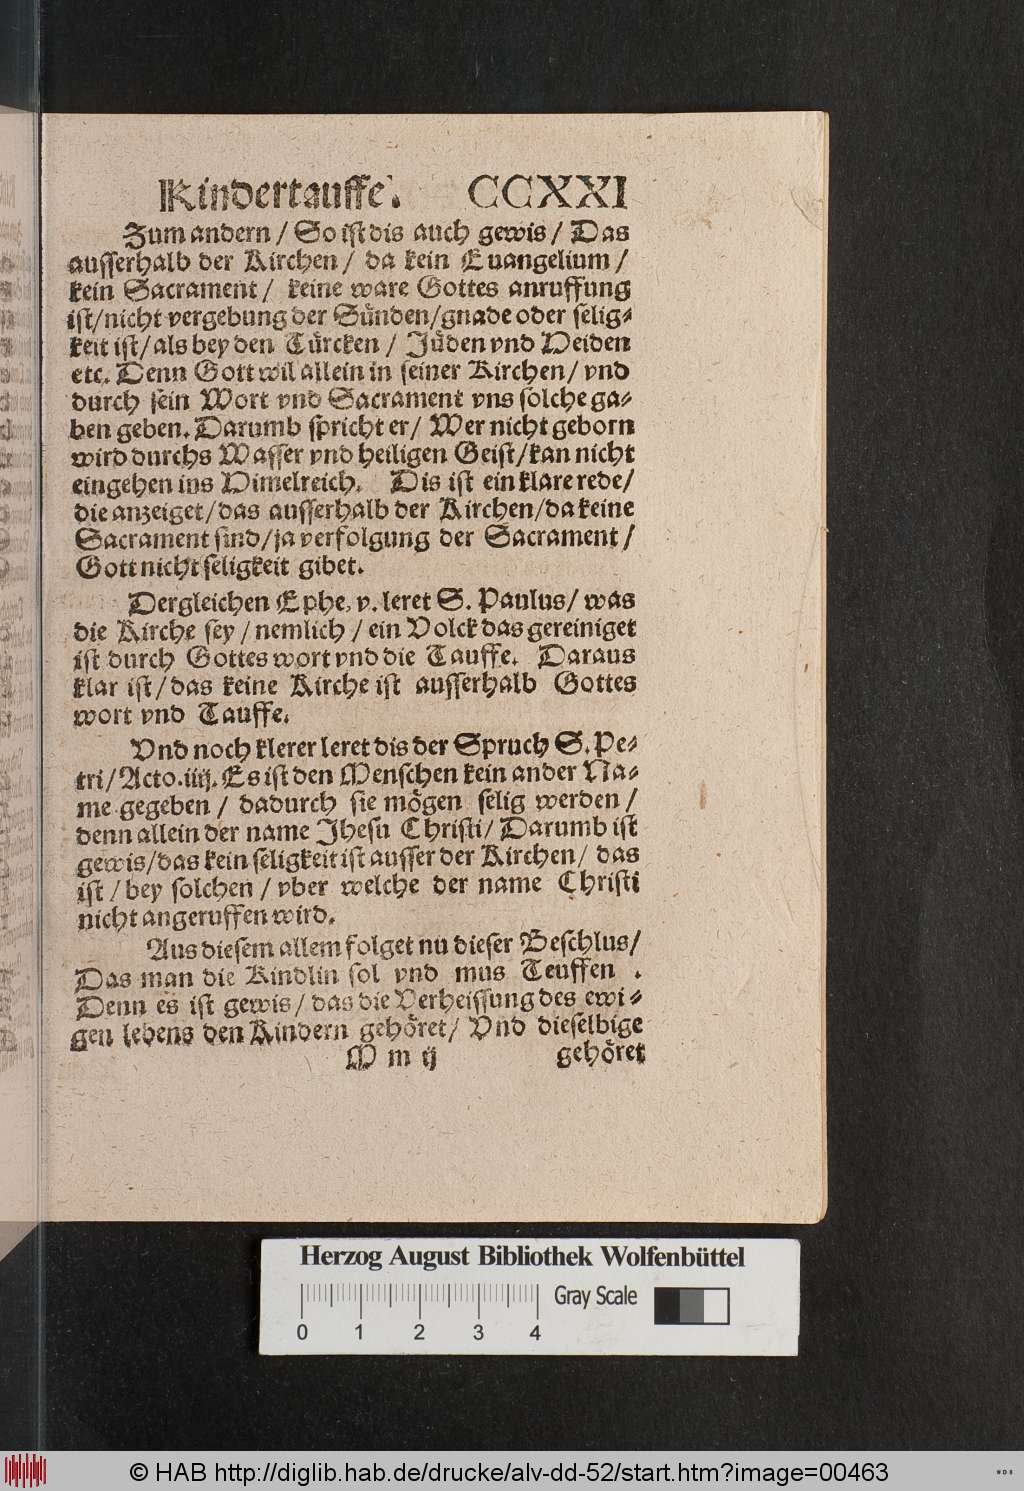 Kindertauffe. CCXXI
Zum andern / So ist dis auch gewis / Das
ausserhalb der Kirchen / da kein Euangelium /
kein Sacrament / keine ware Gottes anruffung
ist/nicht vergebung der Sünden/gnade oder selig⸗
keit ist/als bey den Türcken / Jüden vnd Heiden
etc. Denn Gott wil allein in seiner Kirchen/ vnd
durch sein Wort vnd Sacrament vns solche ga⸗
ben geben. Darumb spricht er/ Wer nicht geborn
wird durchs Wasser vnd heiligen Geist/kan nicht
eingehen ins Himelreich. Dis ist ein klare rede/
die anzeiget/das ausserhalb der Kirchen/da keine
Sacrament sind/ja verfolgung der Sacrament /
Gott nicht seligkeit gibet.
Dergleichen Ephe. v. leret S. Paulus/ was
die Kirche sey / nemlich / ein Volck das gereiniget
ist durch Gottes wort vnd die Tauffe. Daraus
klar ist/das keine Kirche ist ausserhalb Gottes
wort vnd Tauffe.
Vnd noch klerer leret dis der Spruch S. Pe⸗
tri/Acto.iiij. Es ist den Menschen kein ander Na⸗
me gegeben / dadurch sie mögen selig werden /
denn allein der name Jhesu Christi/ Darumb ist
gewis/das kein seligkeit ist ausser der Kirchen/ das
ist / bey solchen / vber welche der name Christi
nicht angeruffen wird.
Aus diesem allem folget nu dieser Beschlus/
Das man die Kindlin sol vnd mus Teuffen .
Denn es ist gewis/ das die Verheissung des ewi⸗
gen lebens den Kindern gehöret/ Vnd dieselbige
M m ij gehöret
Herzog August Bibliothek Wolfenbüttel
Gray Scale
0 1 2 3 4
© HAB http://diglib.hab.de/drucke/alv-dd-52/start.htm?image=00463